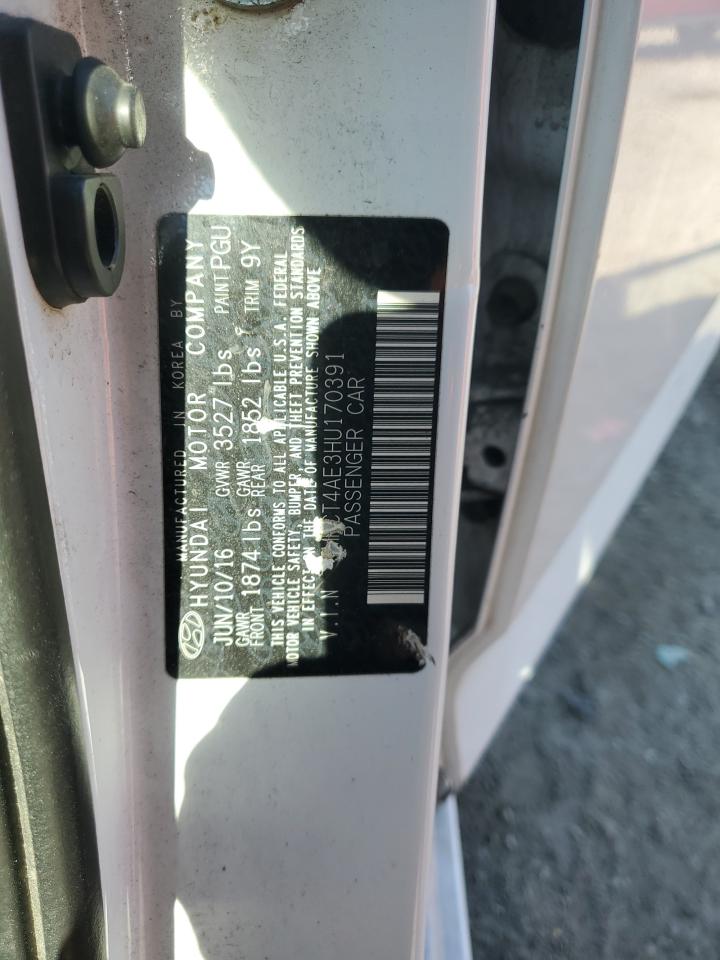 MANUFACTURED IN KOREA BY
HYUNDAI MOTOR COMPANY
JUN/10/16 GVWR 3527 lbs PAINT PGU
GAWR FRONT 1874 lbs GAWR REAR 1852 lbs TRIM 9Y
THIS VEHICLE CONFORMS TO ALL APPLICABLE U.S.A. FEDERAL
MOTOR VEHICLE SAFETY, BUMPER AND THEFT PREVENTION STANDARDS
IN EFFECT ON THE DATE OF MANUFACTURE SHOWN ABOVE
V.I.N CT4AE3HU170391
PASSENGER CAR